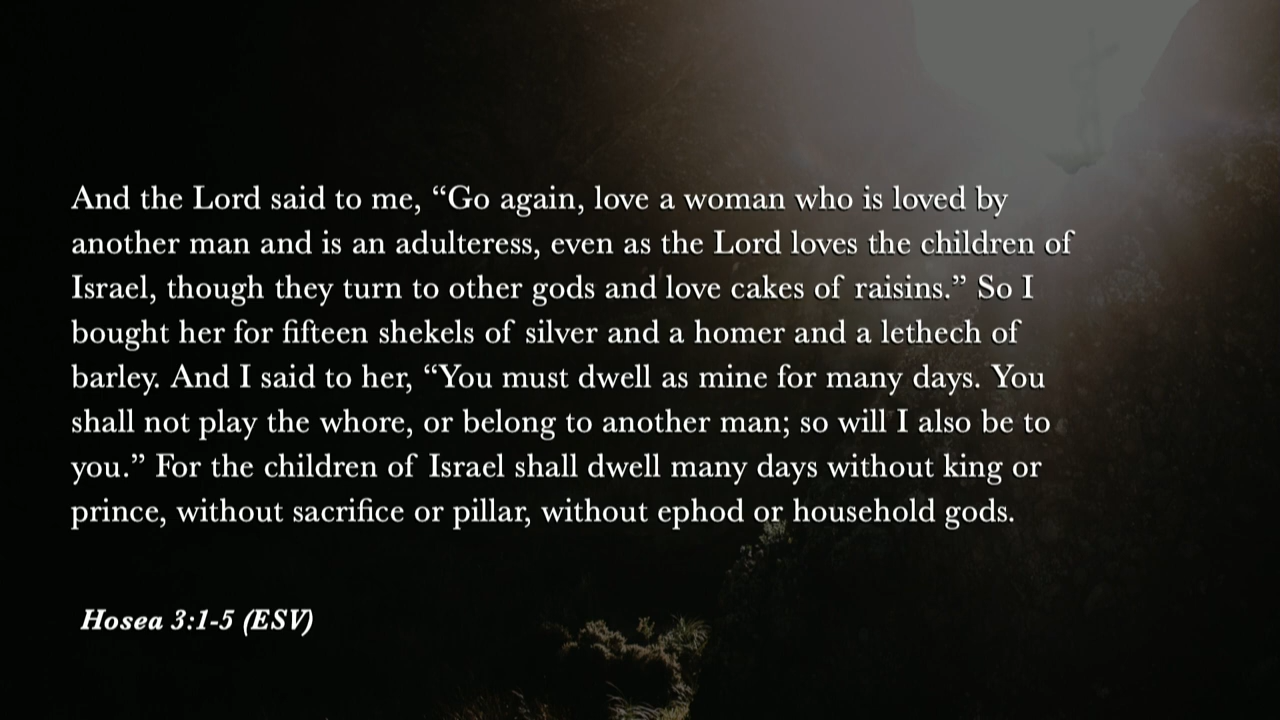 And the Lord said to me, “Go again, love a woman who is loved by
another man and is an adulteress, even as the Lord loves the children of
Israel, though they turn to other gods and love cakes of raisins.” So I
bought her for fifteen shekels of silver and a homer and a lethech of
barley. And I said to her, “You must dwell as mine for many days. You
shall not play the whore, or belong to another man; so will I also be to
you.” For the children of Israel shall dwell many days without king or
prince, without sacrifice or pillar, without ephod or household gods.
Hosea 3:1-5 (ESV)